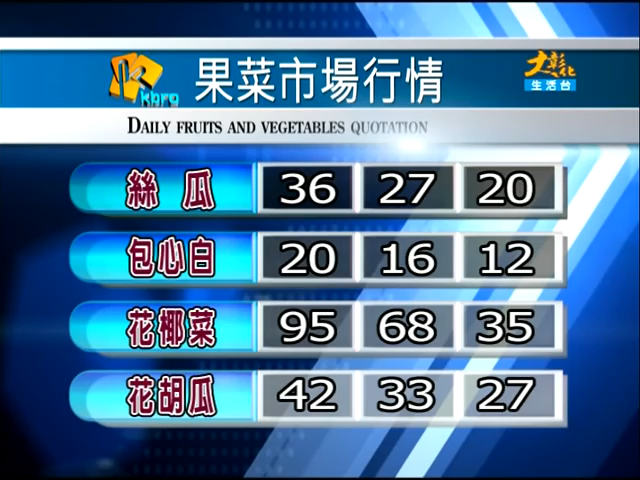 kbro 果菜市場行情 大彰化
生活台
DAILY FRUITS AND VEGETABLES QUOTATION
絲瓜 36 27 20
包心白 20 16 12
花椰菜 95 68 35
花胡瓜 42 33 27